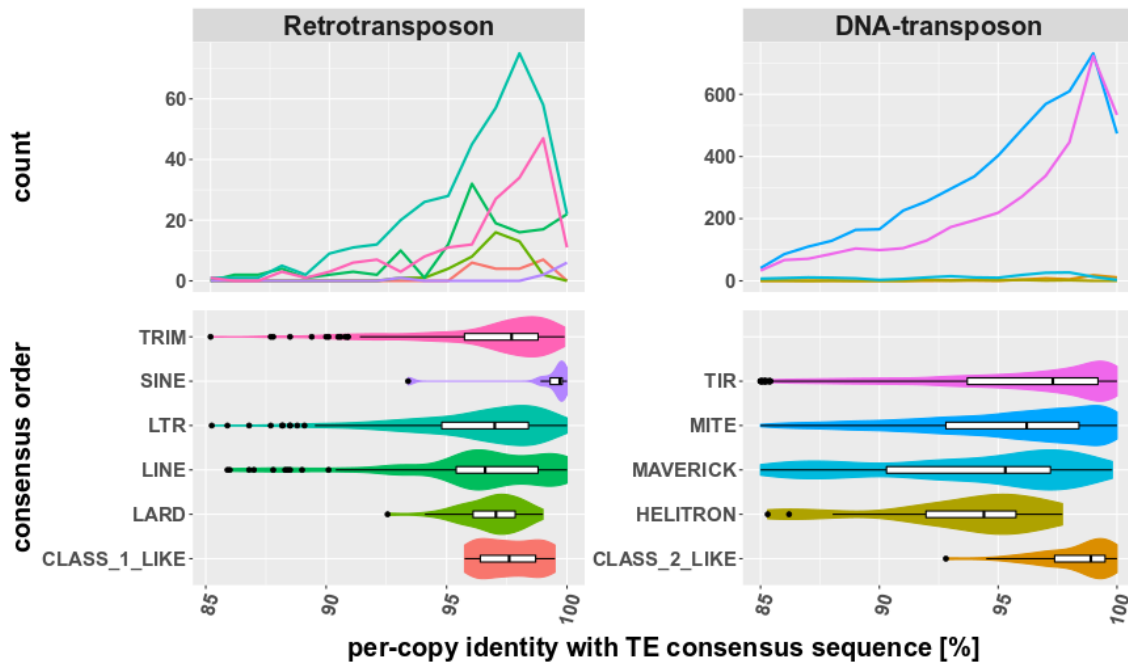 Retrotransposon
DNA-transposon
count
60
40
20
0
600
400
200
0
consensus order
TRIM
SINE
LTR
LINE
LARD
CLASS_1_LIKE
TIR
MITE
MAVERICK
HELITRON
CLASS_2_LIKE
85
90
95
100
85
90
95
100
per-copy identity with TE consensus sequence [%]